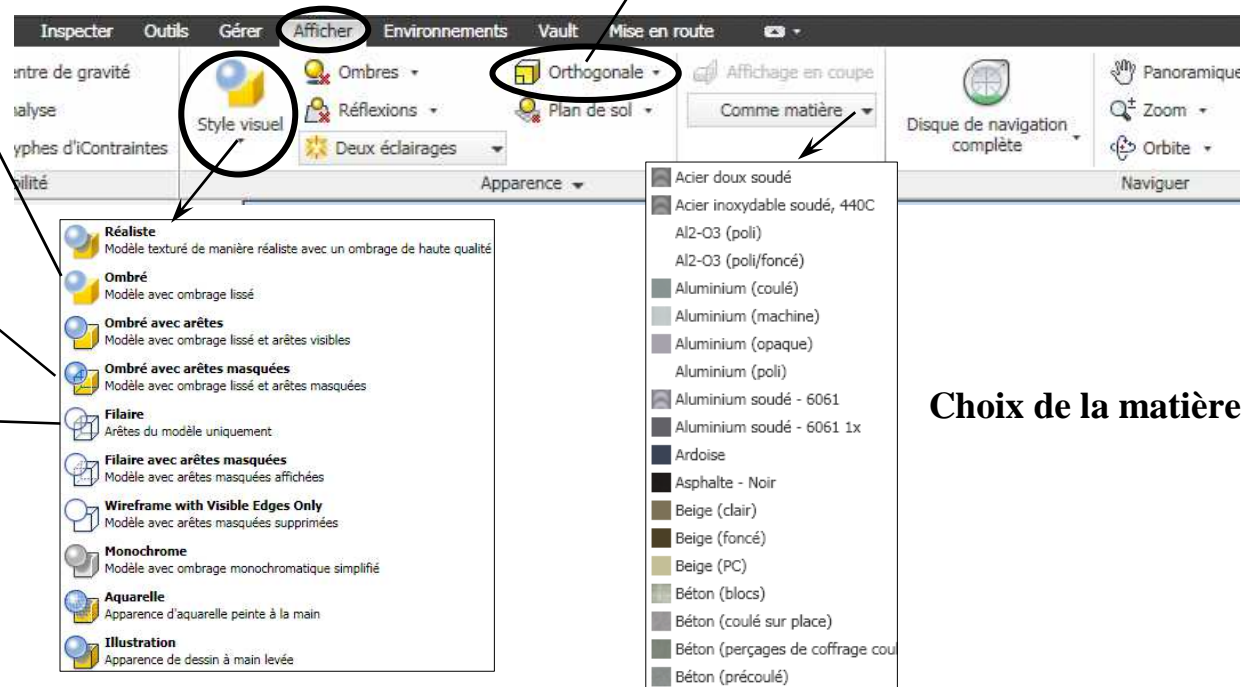 Inspecter Outils Gérer Afficher Environnements Vault Mise en route
entre de gravité
Ombres
Orthogonale
Affichage en coupe
Panoramique
nalyse
Style visuel
Réflexions
Plan de sol
Comme matière
Disque de navigation
complète
Zoom
yphes d'iContraintes
Deux éclairages
Orbite
bilité
Apparence
Naviguer
Réaliste
Modèle texturé de manière réaliste avec un ombrage de haute qualité
Ombré
Modèle avec ombrage lissé
Ombré avec arêtes
Modèle avec ombrage lissé et arêtes visibles
Ombré avec arêtes masquées
Modèle avec ombrage lissé et arêtes masquées
Filaire
Arêtes du modèle uniquement
Filaire avec arêtes masquées
Modèle avec arêtes masquées affichées
Wireframe with Visible Edges Only
Modèle avec arêtes masquées supprimées
Monochrome
Modèle avec ombrage monochromatique simplifié
Aquarelle
Apparence d'aquarelle peinte à la main
Illustration
Apparence de dessin à main levée
Acier doux soudé
Acier inoxydable soudé, 440C
Al2-O3 (poli)
Al2-O3 (poli/foncé)
Aluminium (coulé)
Aluminium (machine)
Aluminium (opaque)
Aluminium (poli)
Aluminium soudé - 6061
Aluminium soudé - 6061 1x
Ardoise
Asphalte - Noir
Beige (clair)
Beige (foncé)
Beige (PC)
Béton (blocs)
Béton (coulé sur place)
Béton (perçages de coffrage coul
Béton (précoulé)
Choix de la matière